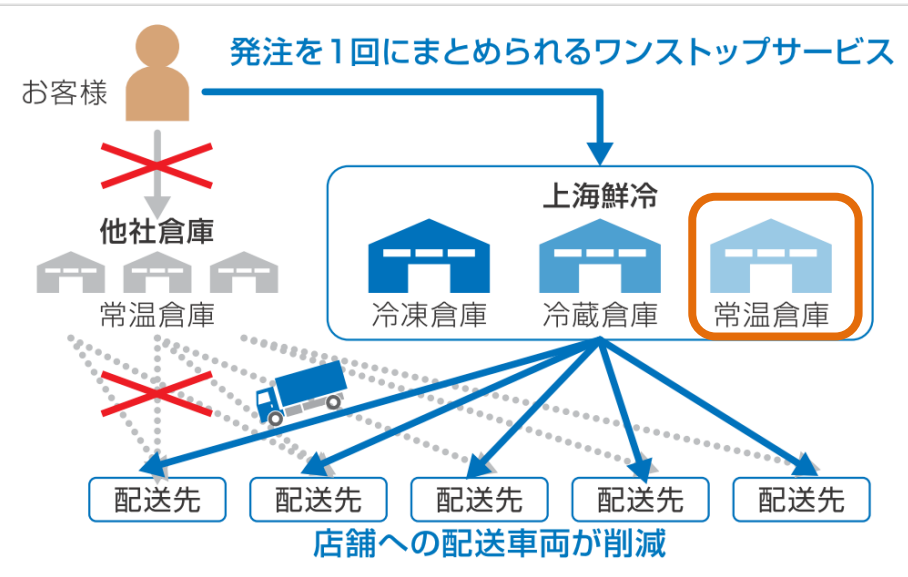 発注を1回にまとめられるワンストップサービス
お客様
他社倉庫
常温倉庫
上海鮮冷
冷凍倉庫
冷蔵倉庫
常温倉庫
配送先
配送先
配送先
配送先
配送先
店舗への配送車両が削減